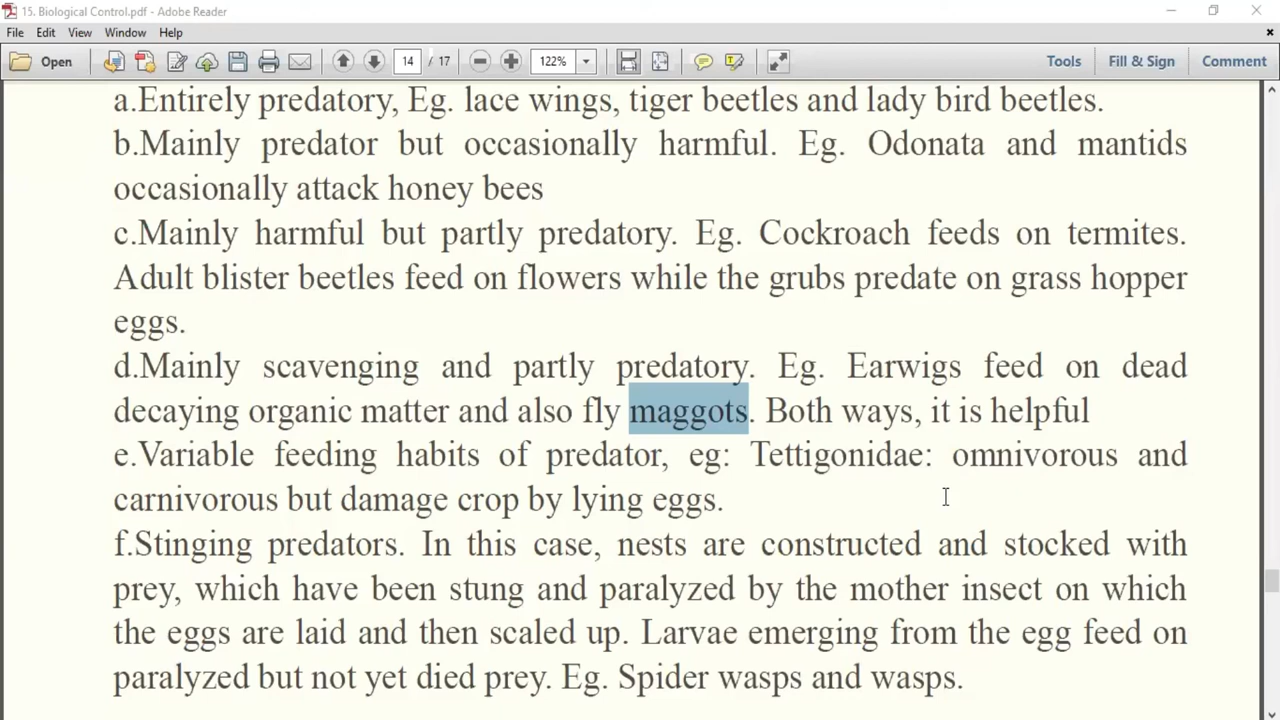 15. Biological Control.pdf - Adobe Reader
File Edit View Window Help
Open 14 / 17 122% Tools Fill & Sign Comment
a.Entirely predatory, Eg. lace wings, tiger beetles and lady bird beetles.
b.Mainly predator but occasionally harmful. Eg. Odonata and mantids
occasionally attack honey bees
c.Mainly harmful but partly predatory. Eg. Cockroach feeds on termites.
Adult blister beetles feed on flowers while the grubs predate on grass hopper
eggs.
d.Mainly scavenging and partly predatory. Eg. Earwigs feed on dead
decaying organic matter and also fly maggots. Both ways, it is helpful
e.Variable feeding habits of predator, eg: Tettigonidae: omnivorous and
carnivorous but damage crop by lying eggs.
f.Stinging predators. In this case, nests are constructed and stocked with
prey, which have been stung and paralyzed by the mother insect on which
the eggs are laid and then scaled up. Larvae emerging from the egg feed on
paralyzed but not yet died prey. Eg. Spider wasps and wasps.